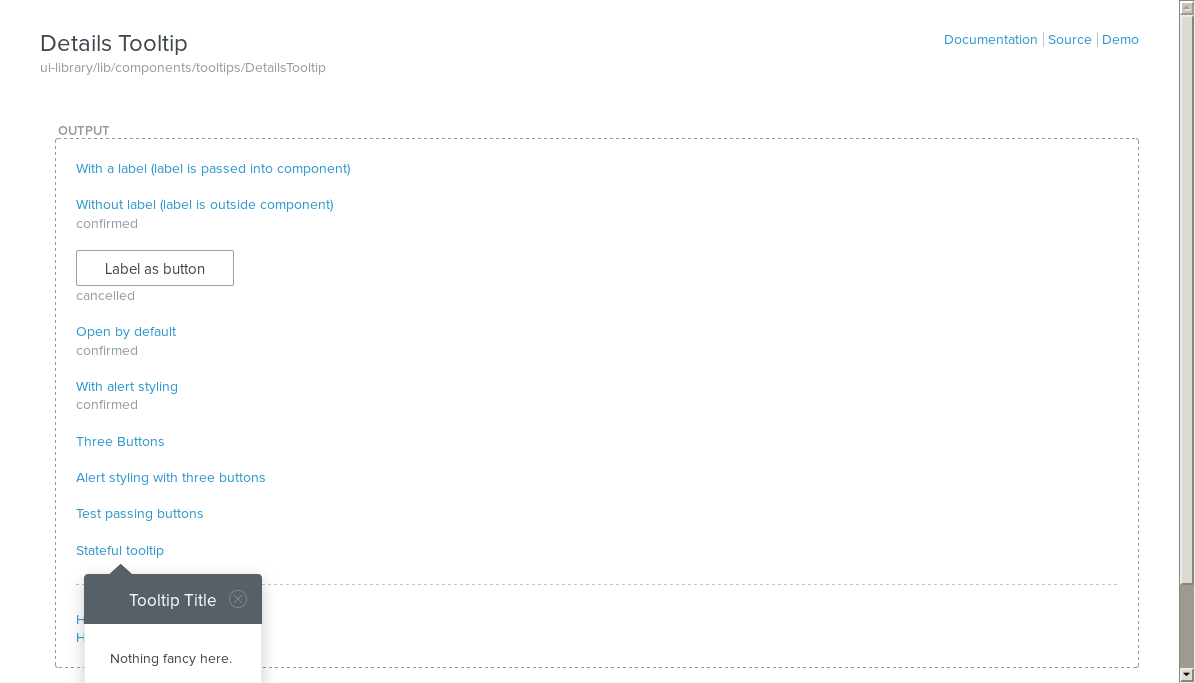 Details Tooltip
Documentation Source Demo
ui-library/lib/components/tooltips/DetailsTooltip
OUTPUT
With a label (label is passed into component)
Without label (label is outside component)
confirmed
Label as button
cancelled
Open by default
confirmed
With alert styling
confirmed
Three Buttons
Alert styling with three buttons
Test passing buttons
Stateful tooltip
Tooltip Title
Nothing fancy here.